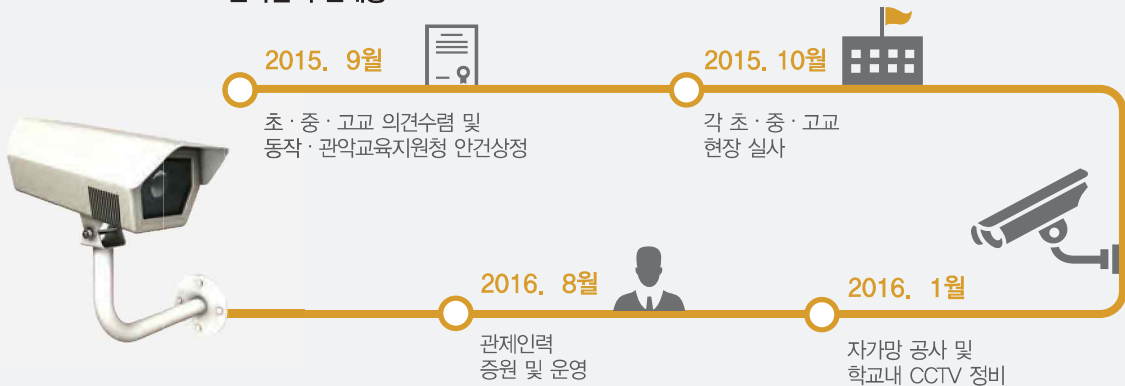 2015. 9월
초 · 중 · 고교 의견수렴 및
동작 · 관악교육지원청 안건상정
2015. 10월
각 초 · 중 · 고교
현장 실사
2016. 1월
자가망 공사 및
학교내 CCTV 정비
2016. 8월
관제인력
증원 및 운영